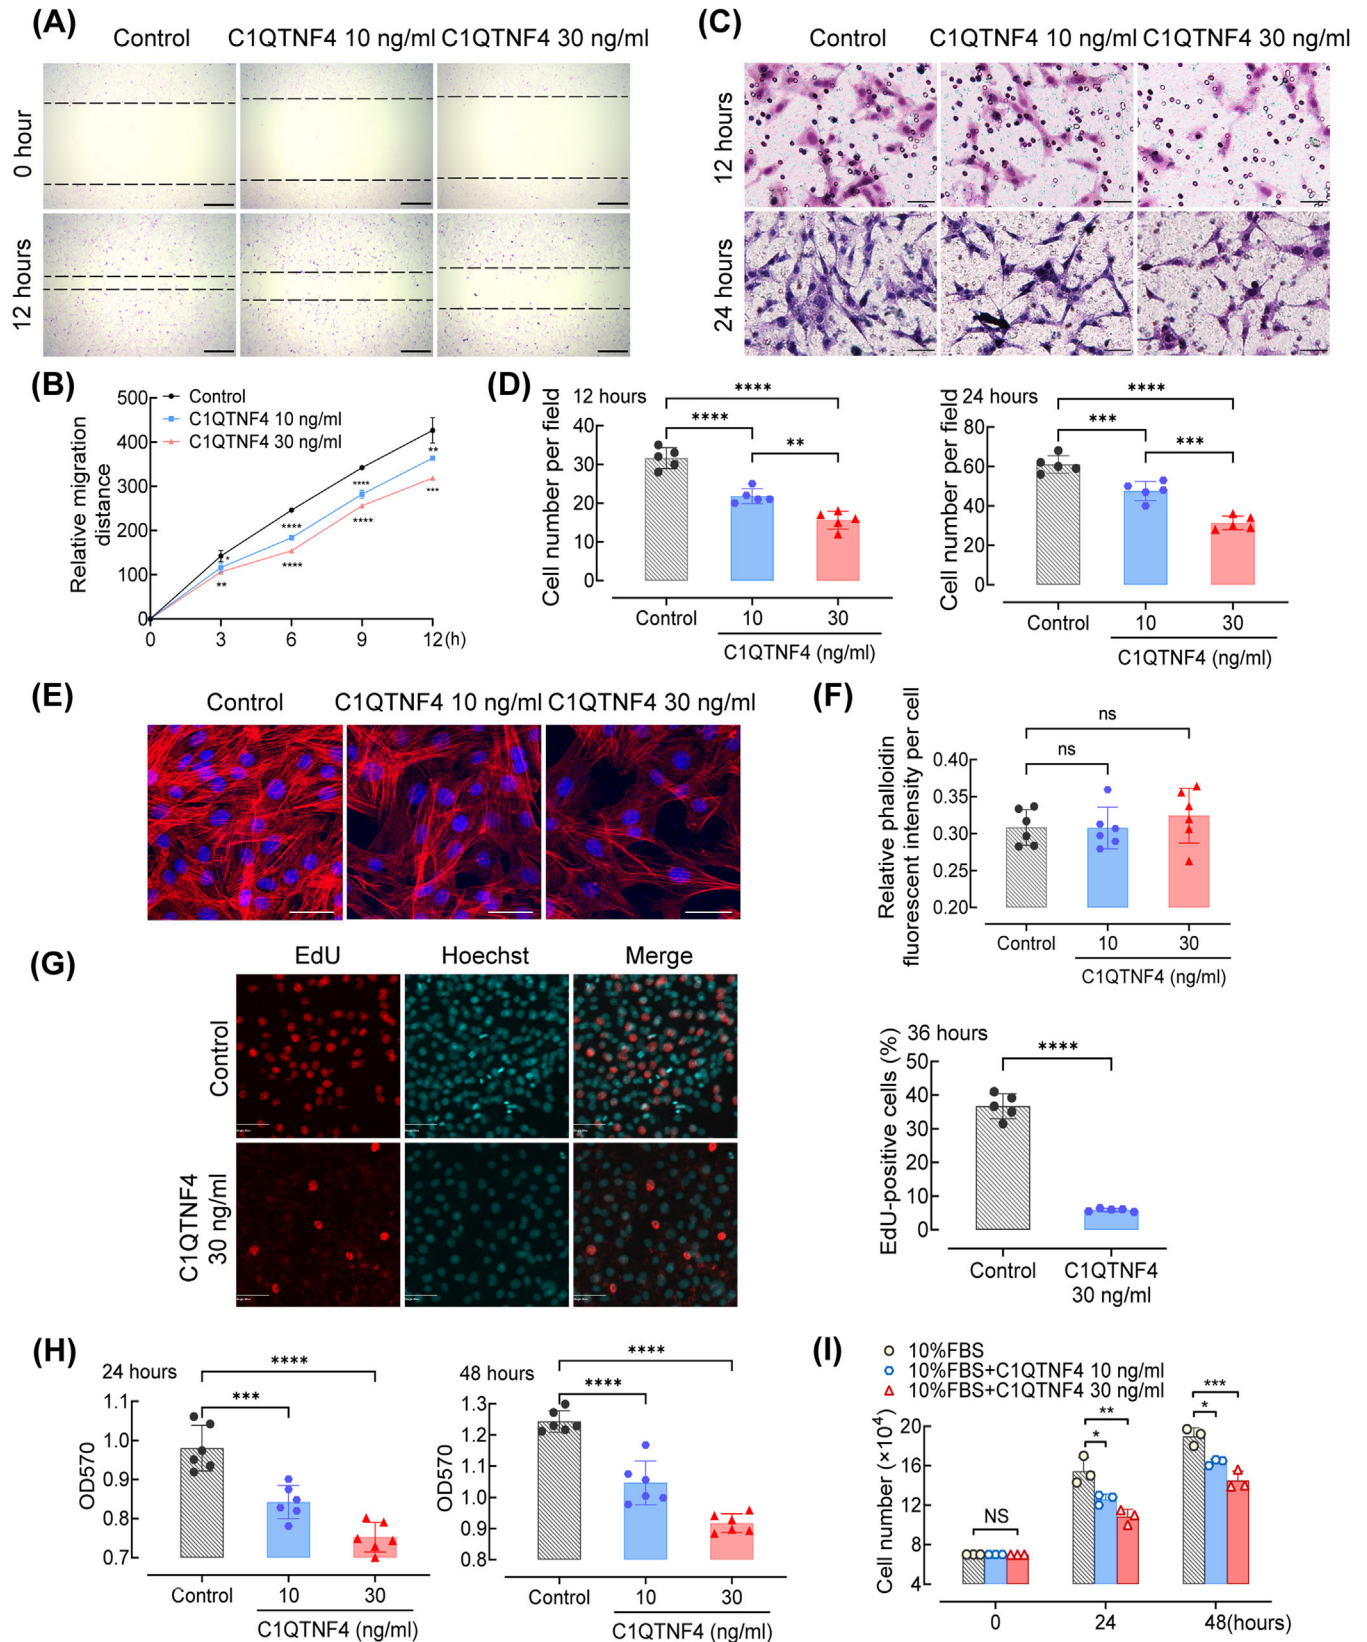 (A)
Control C1QTNF4 10 ng/ml C1QTNF4 30 ng/ml
0 hour
12 hours
(B)
Relative migration
distance
500
400
300
200
100
0
Control
C1QTNF4 10 ng/ml
C1QTNF4 30 ng/ml
* ** **** **** **** **** ** ***
0 3 6 9 12(h)
(C)
Control C1QTNF4 10 ng/ml C1QTNF4 30 ng/ml
12 hours
24 hours
(D)
12 hours
Cell number per field
40
30
20
10
0
****
**** **
Control 10 30
C1QTNF4 (ng/ml)
24 hours
Cell number per field
80
60
40
20
0
****
*** ***
Control 10 30
C1QTNF4 (ng/ml)
(E)
Control C1QTNF4 10 ng/ml C1QTNF4 30 ng/ml
(F)
Relative phalloidin
fluorescent intensity per cell
0.40
0.35
0.30
0.25
0.20
ns
ns
Control 10 30
C1QTNF4 (ng/ml)
(G)
EdU Hoechst Merge
Control
C1QTNF4
30 ng/ml
36 hours
EdU-positive cells (%)
50
40
30
20
10
0
****
Control C1QTNF4
30 ng/ml
(H)
24 hours
OD570
1.1
1.0
0.9
0.8
0.7
****
***
Control 10 30
C1QTNF4 (ng/ml)
48 hours
OD570
1.3
1.2
1.1
1.0
0.9
0.8
****
****
Control 10 30
C1QTNF4 (ng/ml)
(I)
10%FBS
10%FBS+C1QTNF4 10 ng/ml
10%FBS+C1QTNF4 30 ng/ml
Cell number (×10⁴)
20
16
12
8
4
NS
**
*
***
*
0 24 48(hours)